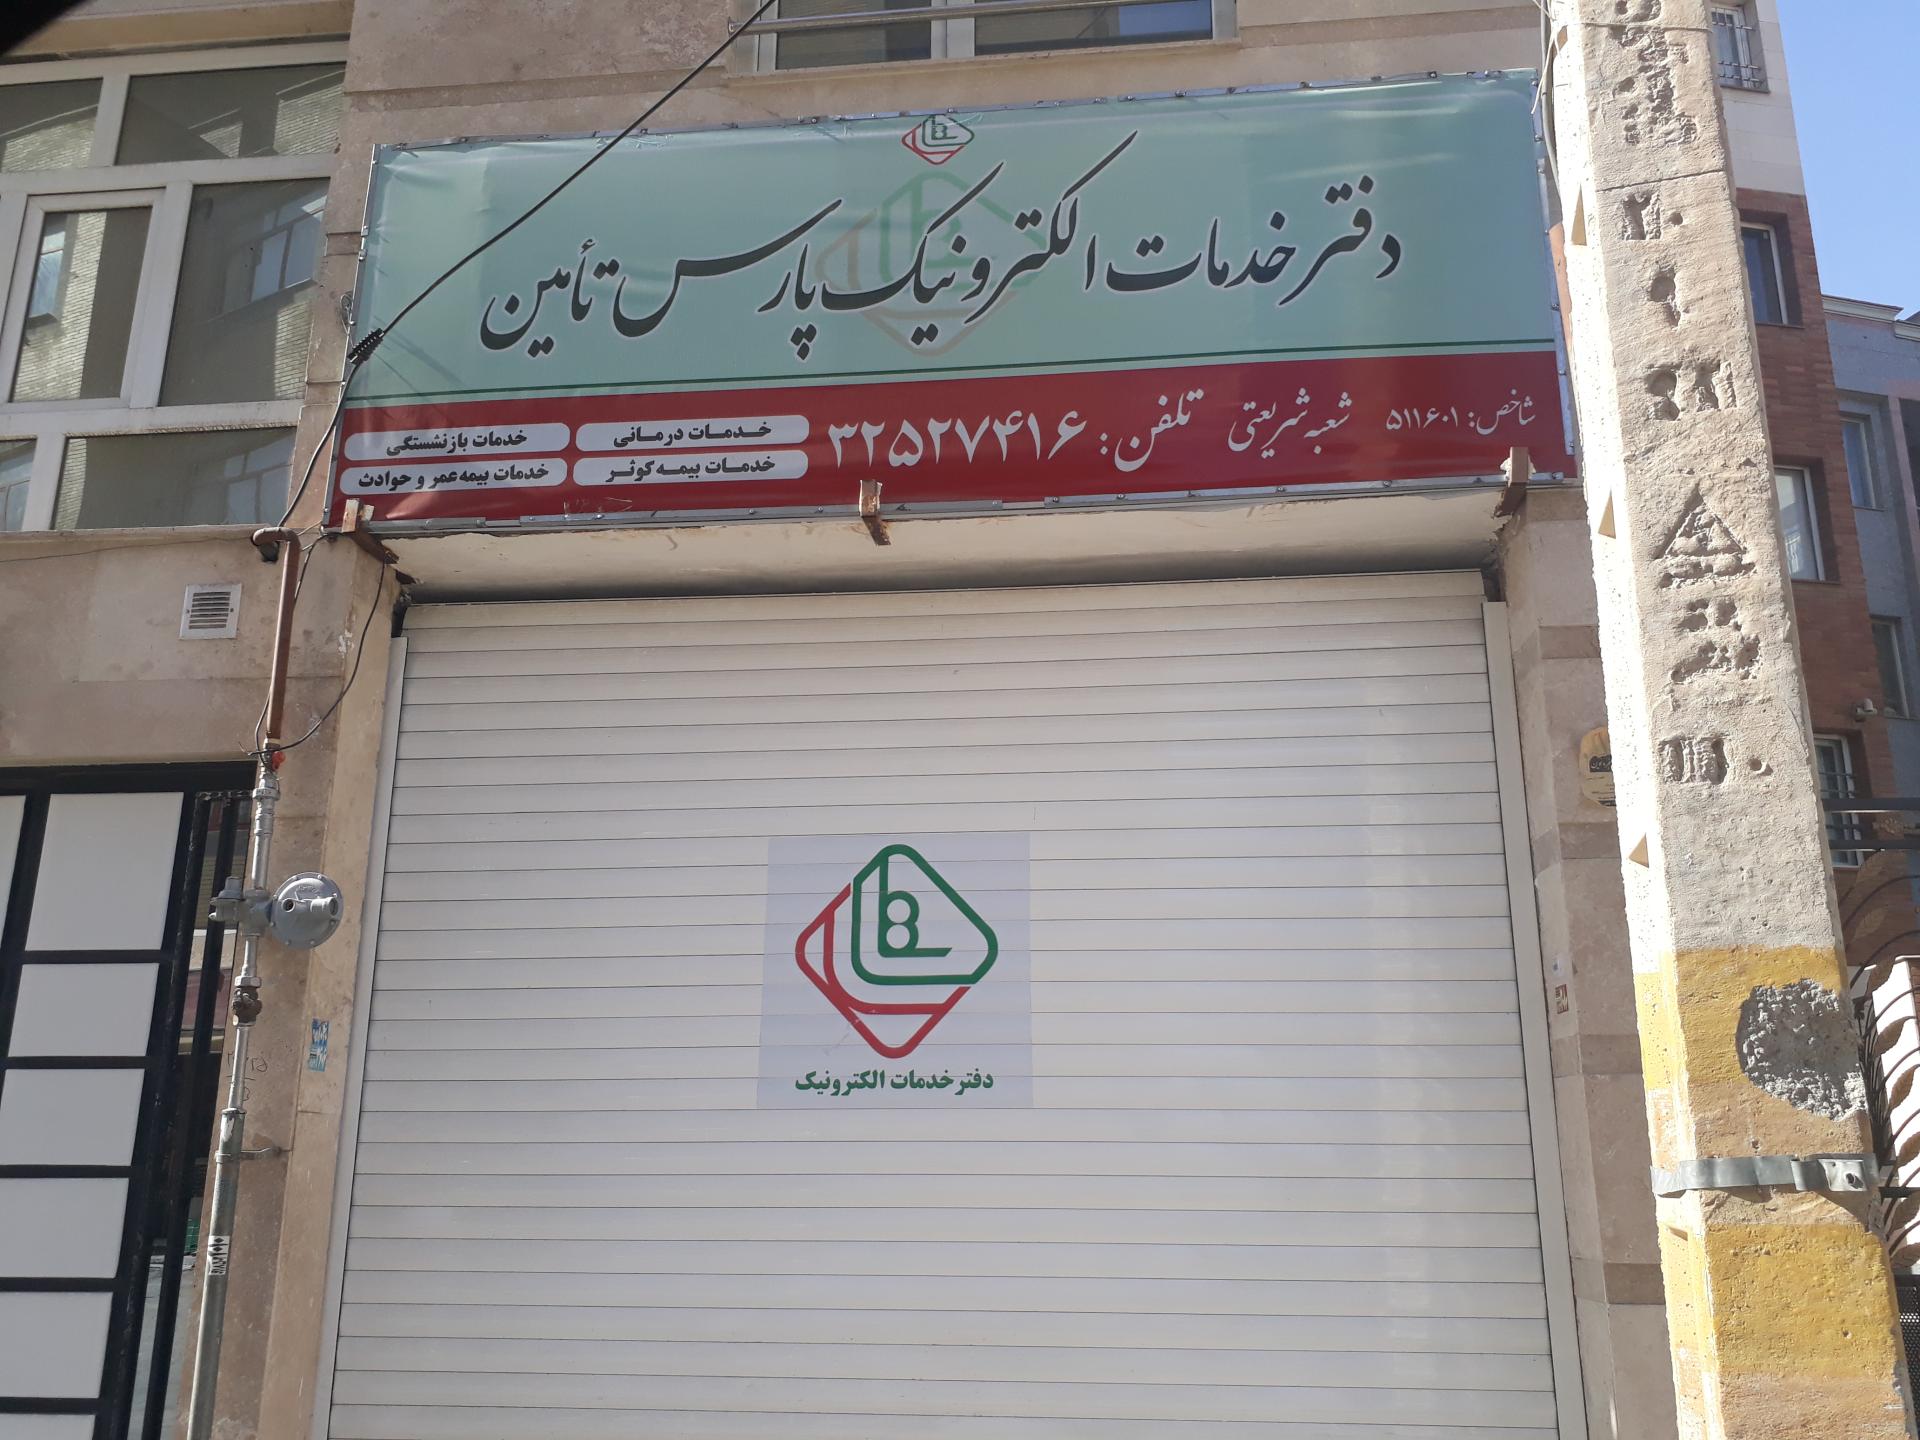 دفتر خدمات الکترونیک پارس تأمین
شاخص: ۵۱۱۶۰۱ شعبه شریعتی تلفن: ۳۲۵۲۷۴۱۶
خدمات درمانی خدمات بازنشستگی
خدمات بیمه کوثر خدمات بیمه عمر و حوادث
دفتر خدمات الکترونیک